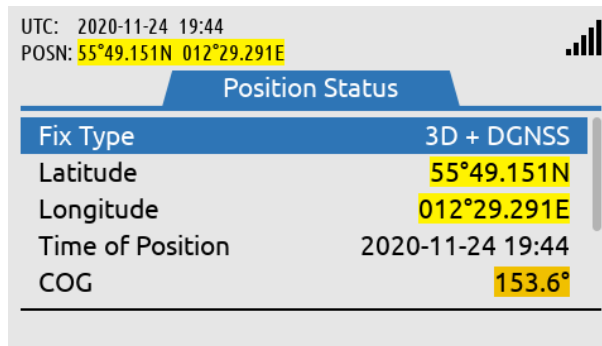 UTC: 2020-11-24 19:44
POSN: 55°49.151N 012°29.291E
Position Status
Fix Type 3D + DGNSS
Latitude 55°49.151N
Longitude 012°29.291E
Time of Position 2020-11-24 19:44
COG 153.6°